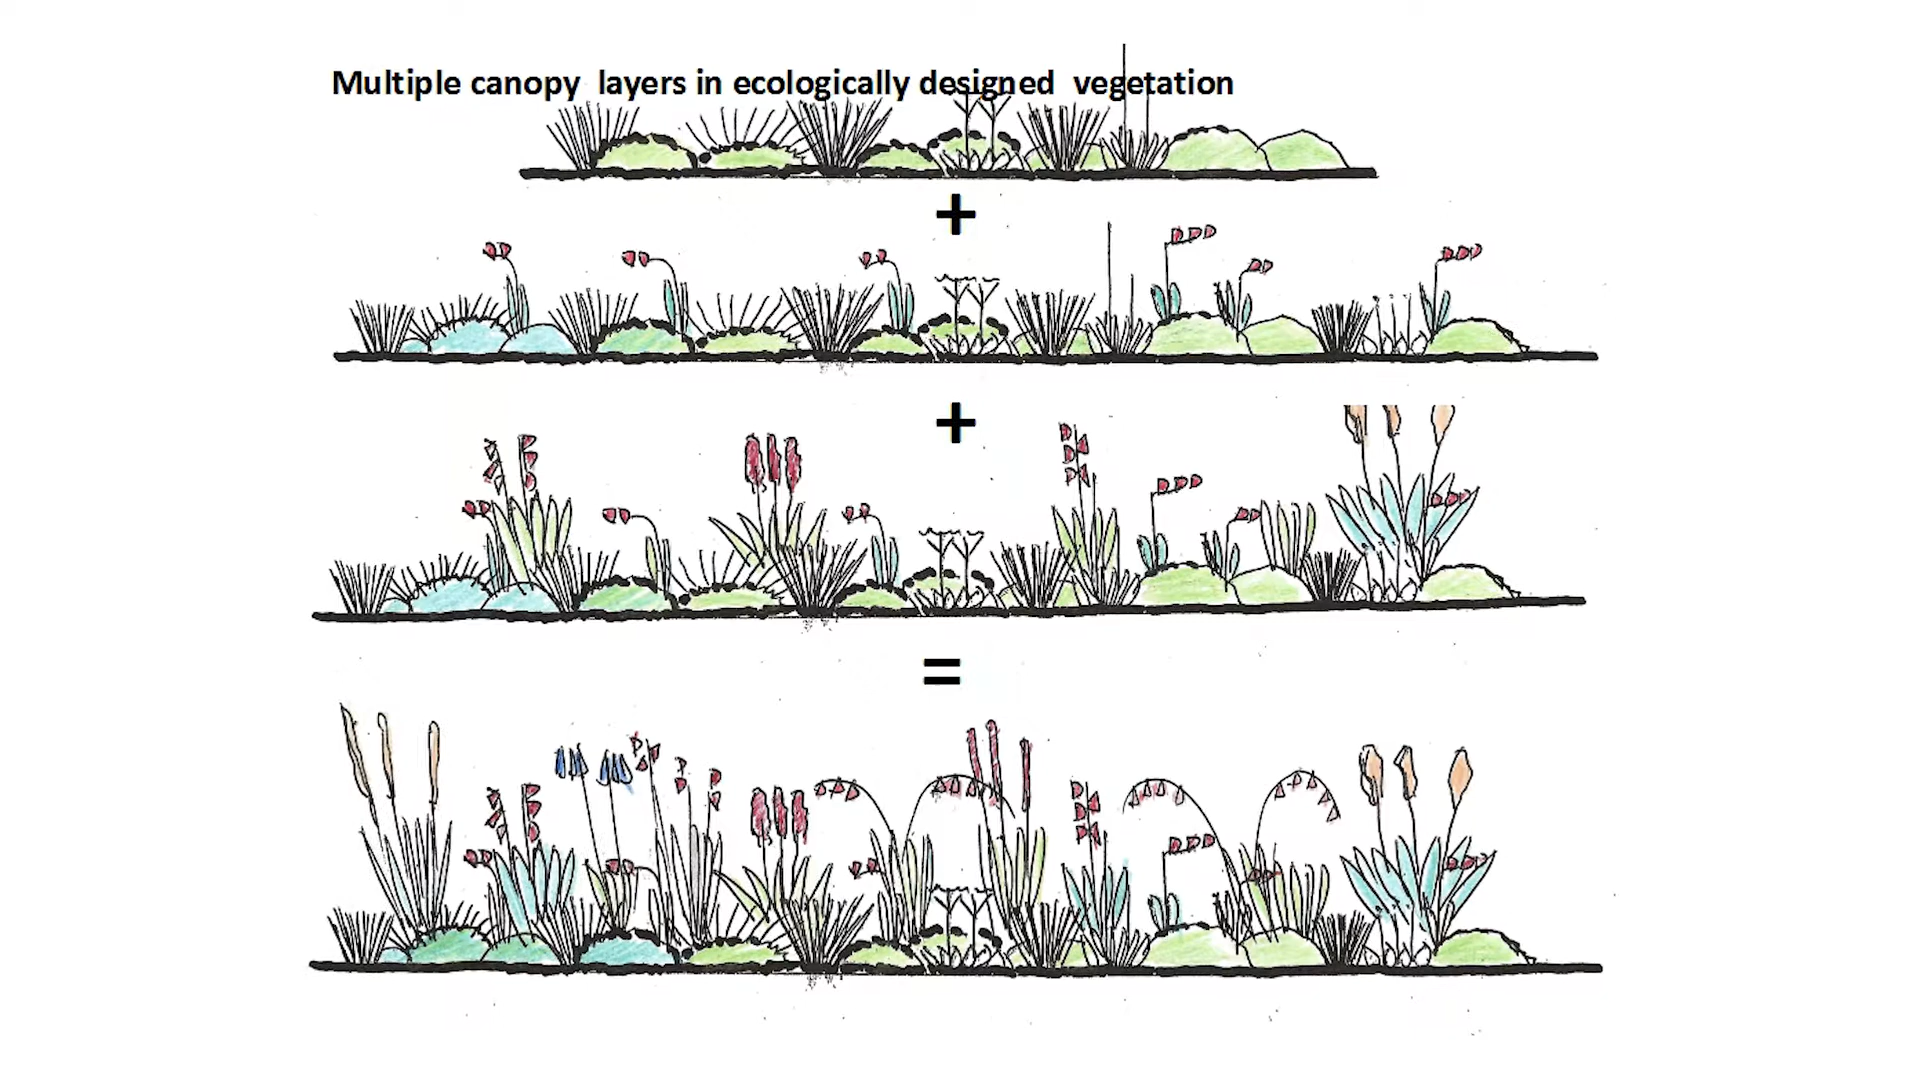 Multiple canopy layers in ecologically designed vegetation
+
+
=